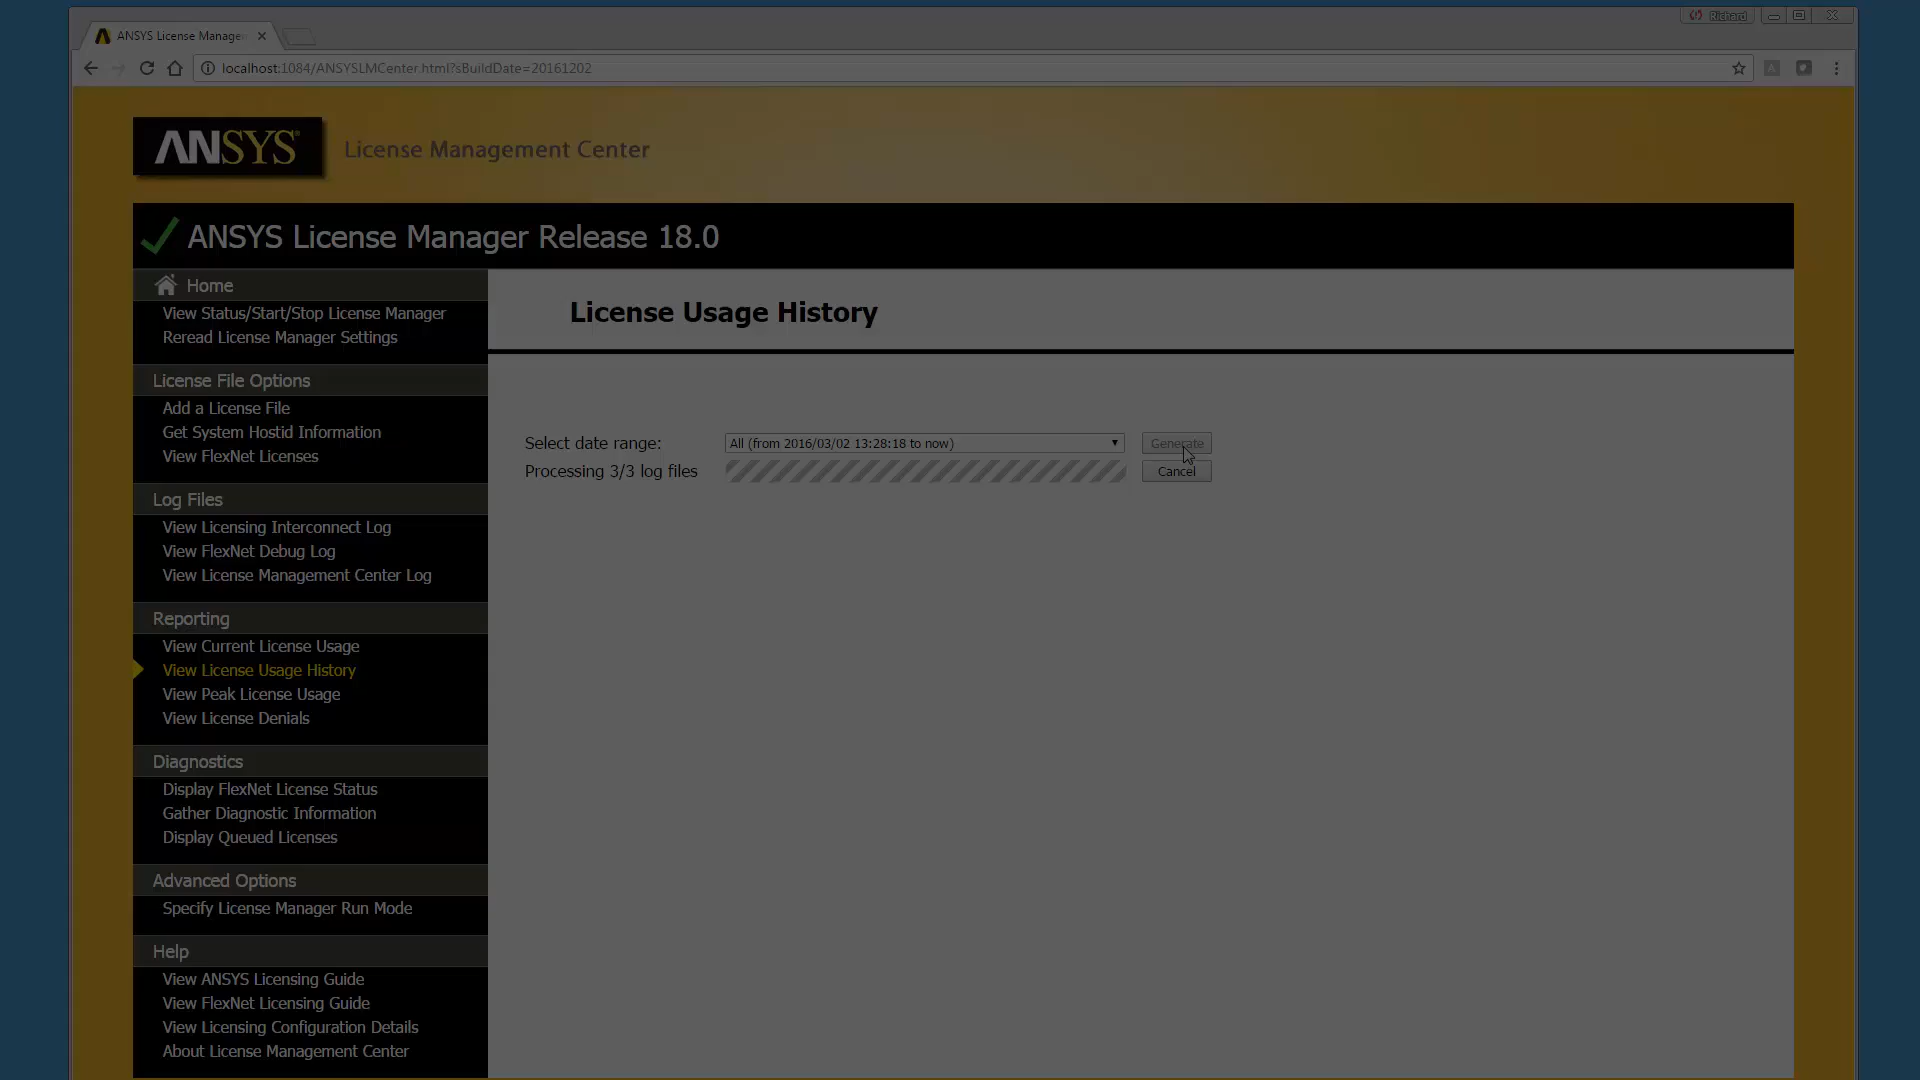 Richard
ANSYS License Manage
localhost:1084/ANSYSLMCenter.html?sBuildDate=20161202
ANSYS®
License Management Center
ANSYS License Manager Release 18.0
Home
View Status/Start/Stop License Manager
Reread License Manager Settings
License File Options
Add a License File
Get System Hostid Information
View FlexNet Licenses
Log Files
View Licensing Interconnect Log
View FlexNet Debug Log
View License Management Center Log
Reporting
View Current License Usage
View License Usage History
View Peak License Usage
View License Denials
Diagnostics
Display FlexNet License Status
Gather Diagnostic Information
Display Queued Licenses
Advanced Options
Specify License Manager Run Mode
Help
View ANSYS Licensing Guide
View FlexNet Licensing Guide
View Licensing Configuration Details
About License Management Center
License Usage History
Select date range: All (from 2016/03/02 13:28:18 to now) Generate
Processing 3/3 log files Cancel